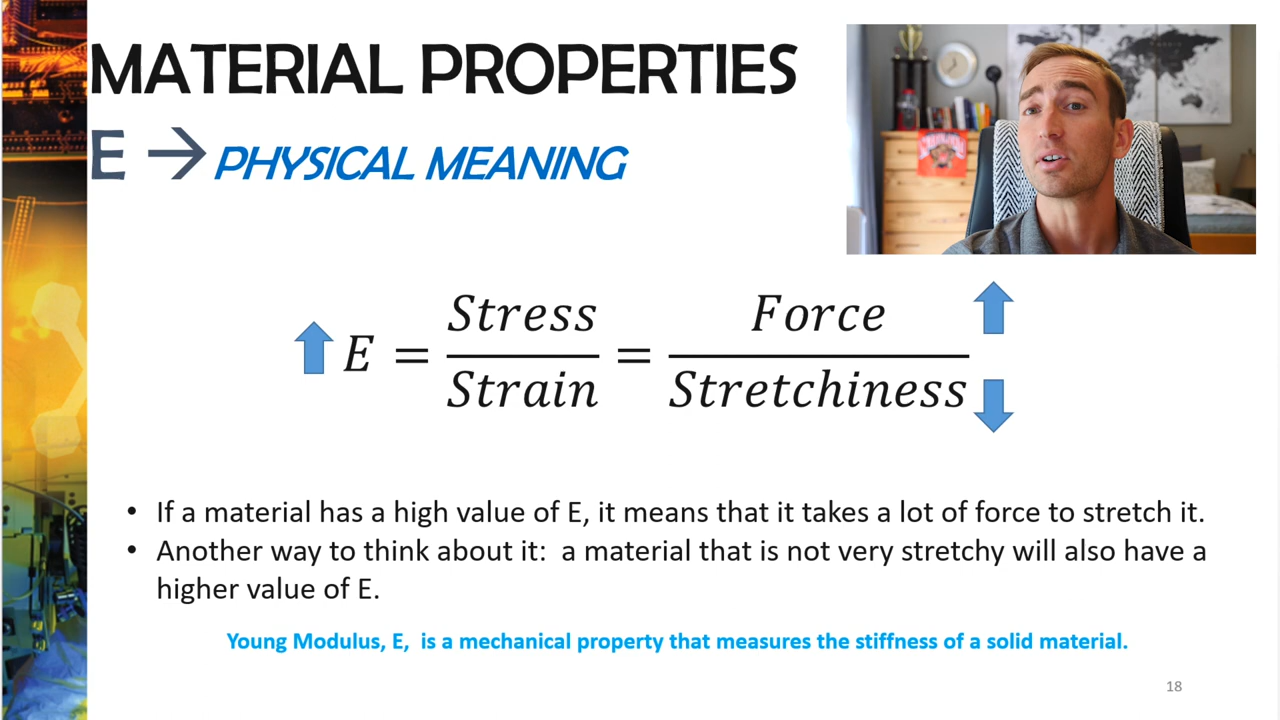 MATERIAL PROPERTIES
E → PHYSICAL MEANING
E = Stress / Strain = Force / Stretchiness
• If a material has a high value of E, it means that it takes a lot of force to stretch it.
• Another way to think about it:  a material that is not very stretchy will also have a
higher value of E.
Young Modulus, E,  is a mechanical property that measures the stiffness of a solid material.
18